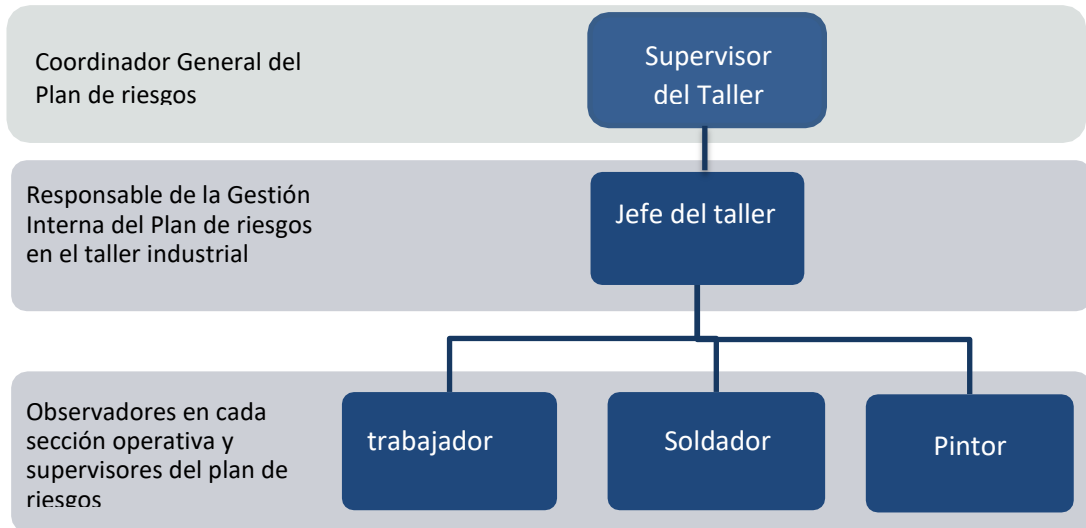 Coordinador General del
Plan de riesgos
Supervisor
del Taller
Responsable de la Gestión
Interna del Plan de riesgos
en el taller industrial
Jefe del taller
Observadores en cada
sección operativa y
supervisores del plan de
riesgos
trabajador
Soldador
Pintor